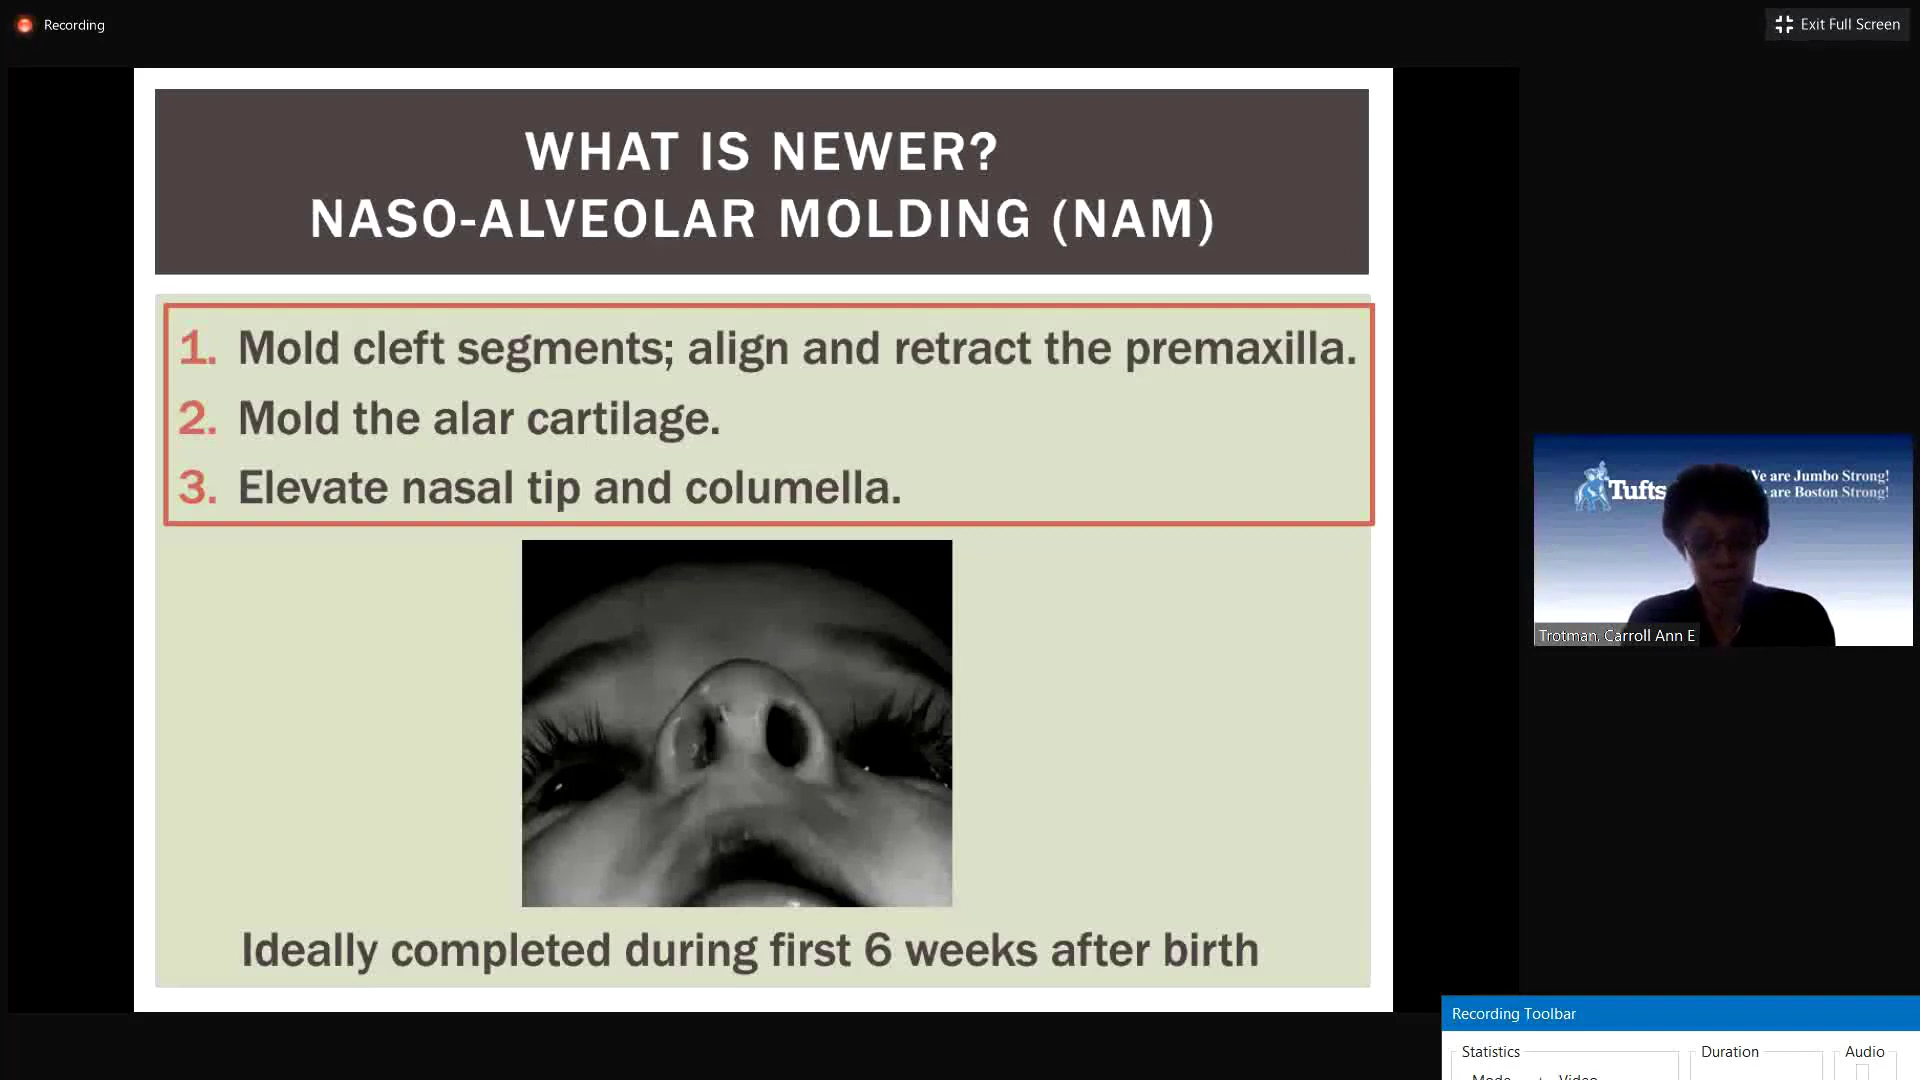 Recording
Exit Full Screen
WHAT IS NEWER?
NASO-ALVEOLAR MOLDING (NAM)
1. Mold cleft segments; align and retract the premaxilla.
2. Mold the alar cartilage.
3. Elevate nasal tip and columella.
Ideally completed during first 6 weeks after birth
Tufts
We are Jumbo Strong!
are Boston Strong!
Trotman, Carroll Ann E
Recording Toolbar
Statistics
Duration
Audio